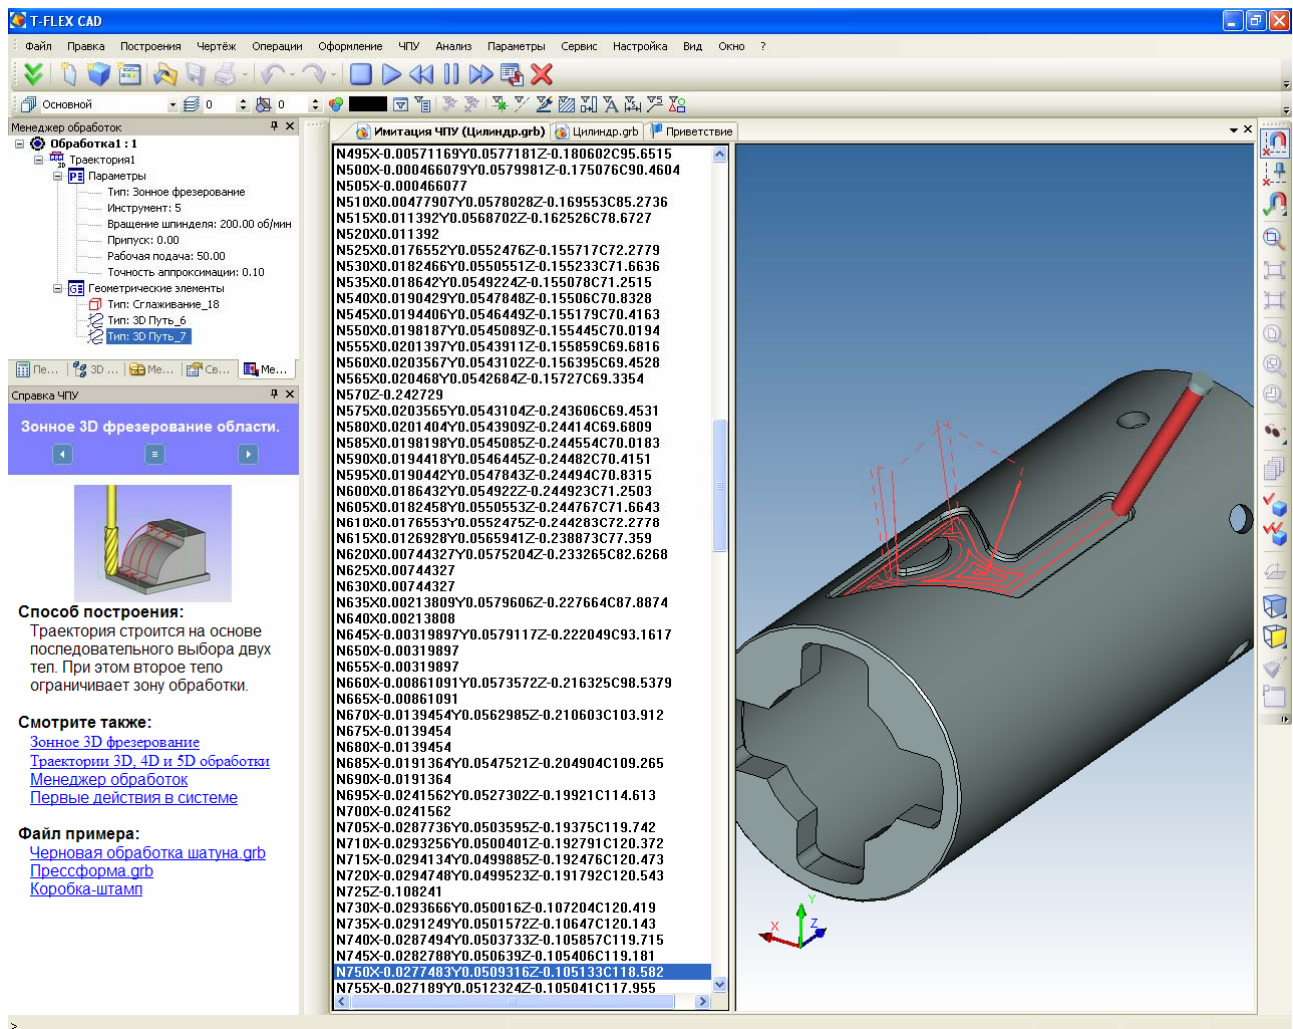 T-FLEX CAD
Файл Правка Построения Чертёж Операции Оформление ЧПУ Анализ Параметры Сервис Настройка Вид Окно ?
Основной 0 0
Менеджер обработок
Обработка1 : 1
Траектория1
Параметры
Тип: Зонное фрезерование
Инструмент: 5
Вращение шпинделя: 200.00 об/мин
Припуск: 0.00
Рабочая подача: 50.00
Точность аппроксимации: 0.10
Геометрические элементы
Тип: Сглаживание_18
Тип: 3D Путь_6
Тип: 3D Путь_7
Пе... 3D ... Ме... Св... Ме...
Справка ЧПУ
Зонное 3D фрезерование области.
Способ построения:
Траектория строится на основе
последовательного выбора двух
тел. При этом второе тело
ограничивает зону обработки.
Смотрите также:
Зонное 3D фрезерование
Траектории 3D, 4D и 5D обработки
Менеджер обработок
Первые действия в системе
Файл примера:
Черновая обработка шатуна.grb
Прессформа.grb
Коробка-штамп
Имитация ЧПУ (Цилиндр.grb) Цилиндр.grb Приветствие
N495X-0.00571169Y0.0577181Z-0.180602C95.6515
N500X-0.000466079Y0.0579981Z-0.175076C90.4604
N505X-0.000466077
N510X0.00477907Y0.0578028Z-0.169553C85.2736
N515X0.011392Y0.0568702Z-0.162526C78.6727
N520X0.011392
N525X0.0176552Y0.0552476Z-0.155717C72.2779
N530X0.0182466Y0.0550551Z-0.155233C71.6636
N535X0.018642Y0.0549224Z-0.155078C71.2515
N540X0.0190429Y0.0547848Z-0.15506C70.8328
N545X0.0194406Y0.0546449Z-0.155179C70.4163
N550X0.0198187Y0.0545089Z-0.155445C70.0194
N555X0.0201397Y0.0543911Z-0.155859C69.6816
N560X0.0203567Y0.0543102Z-0.156395C69.4528
N565X0.020468Y0.0542684Z-0.15727C69.3354
N570Z-0.242729
N575X0.0203565Y0.0543104Z-0.243606C69.4531
N580X0.0201404Y0.0543909Z-0.24414C69.6809
N585X0.0198198Y0.0545085Z-0.244554C70.0183
N590X0.0194418Y0.0546445Z-0.24482C70.4151
N595X0.0190442Y0.0547843Z-0.24494C70.8315
N600X0.0186432Y0.054922Z-0.244923C71.2503
N605X0.0182458Y0.0550553Z-0.244767C71.6643
N610X0.0176553Y0.0552475Z-0.244283C72.2778
N615X0.0126928Y0.0565941Z-0.238873C77.359
N620X0.00744327Y0.0575204Z-0.233265C82.6268
N625X0.00744327
N630X0.00744327
N635X0.00213809Y0.0579606Z-0.227664C87.8874
N640X0.00213808
N645X-0.00319897Y0.0579117Z-0.222049C93.1617
N650X-0.00319897
N655X-0.00319897
N660X-0.00861091Y0.0573572Z-0.216325C98.5379
N665X-0.00861091
N670X-0.0139454Y0.0562985Z-0.210603C103.912
N675X-0.0139454
N680X-0.0139454
N685X-0.0191364Y0.0547521Z-0.204904C109.265
N690X-0.0191364
N695X-0.0241562Y0.0527302Z-0.19921C114.613
N700X-0.0241562
N705X-0.0287736Y0.0503595Z-0.19375C119.742
N710X-0.0293256Y0.0500401Z-0.192791C120.372
N715X-0.0294134Y0.0499885Z-0.192476C120.473
N720X-0.0294748Y0.0499523Z-0.191792C120.543
N725Z-0.108241
N730X-0.0293666Y0.050016Z-0.107204C120.419
N735X-0.0291249Y0.0501572Z-0.10647C120.143
N740X-0.0287494Y0.0503733Z-0.105857C119.715
N745X-0.0282788Y0.050639Z-0.105406C119.181
N750X-0.0277483Y0.0509316Z-0.105133C118.582
N755X-0.027189Y0.0512324Z-0.105041C117.955
Y
X Z
>